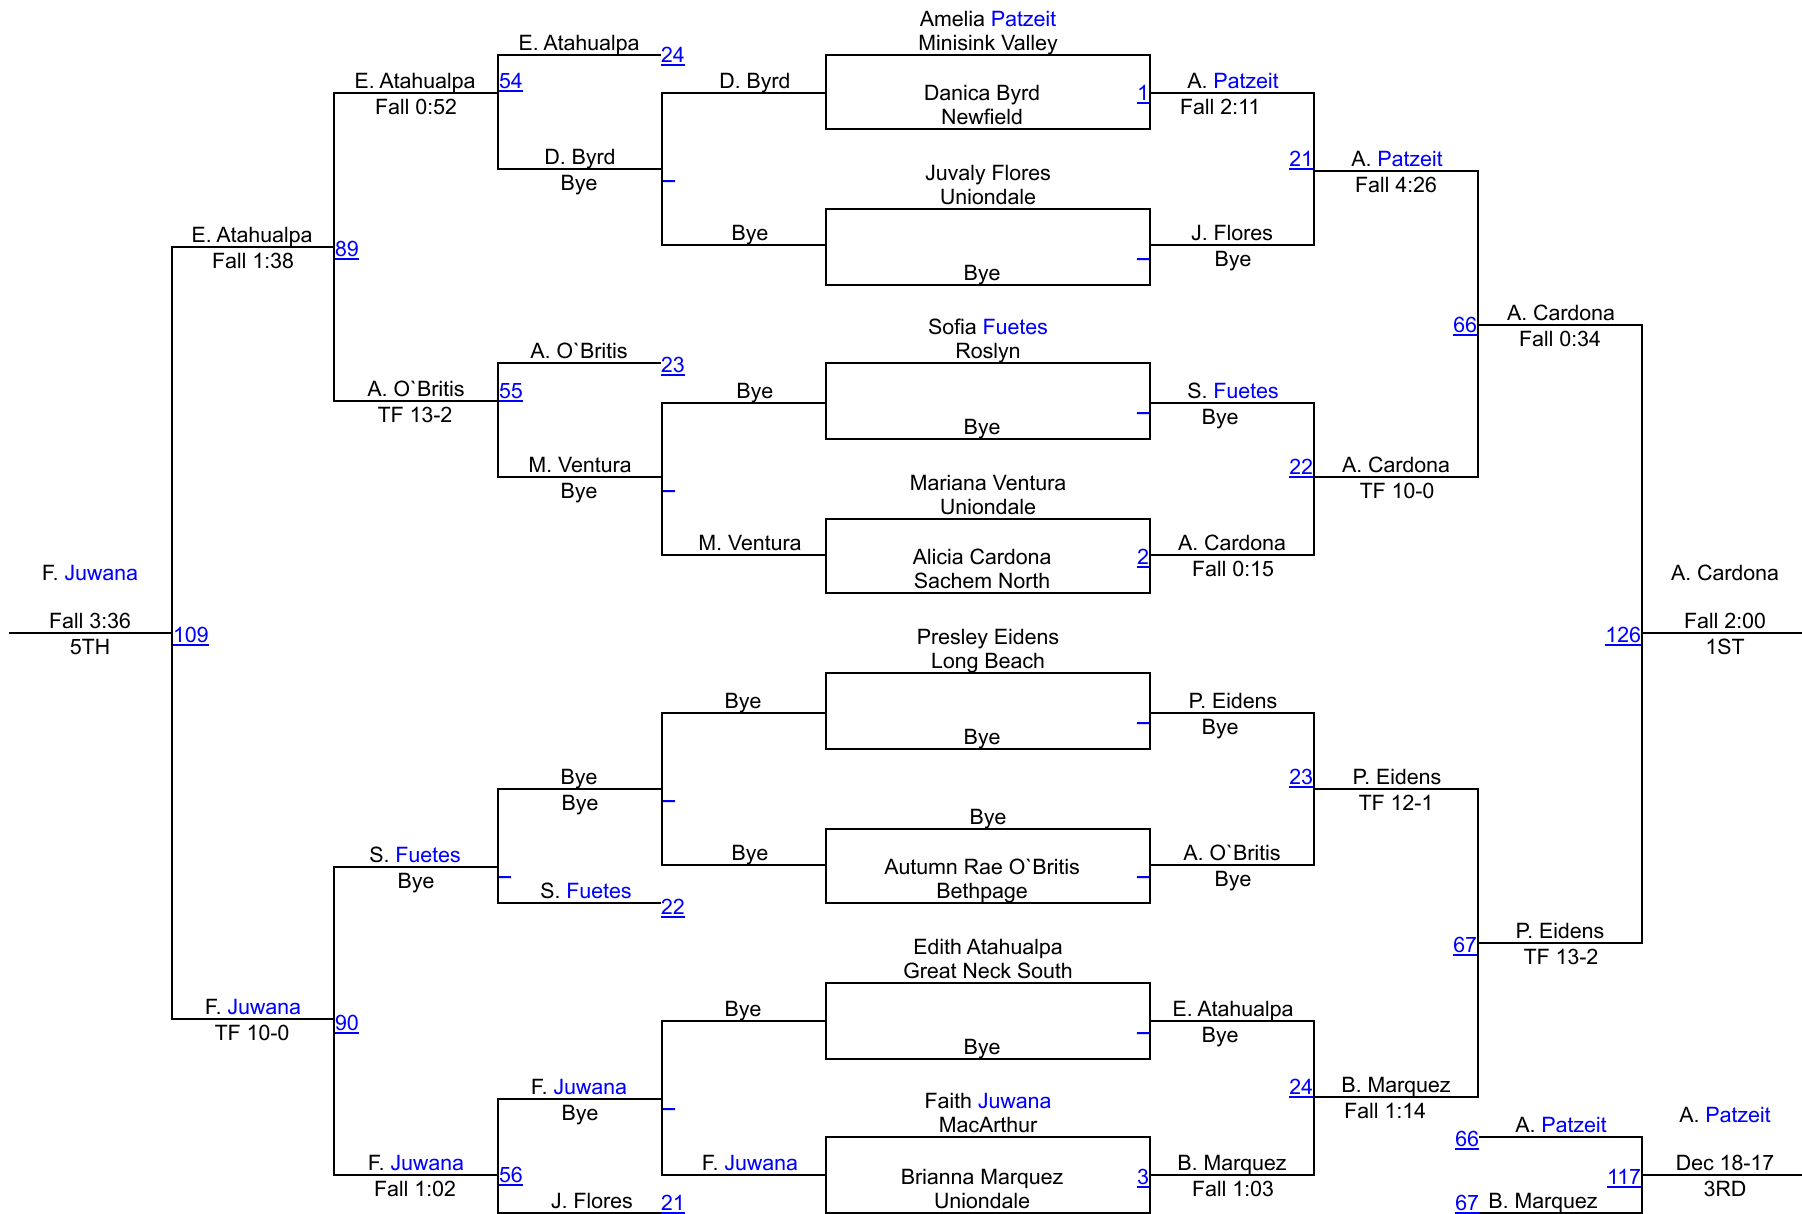 Amelia Patzeit
Minisink Valley
E. Atahualpa
24
E. Atahualpa
54
D. Byrd
A. Patzeit
Fall 0:52
Danica Byrd
1
Fall 2:11
Newfield
D. Byrd
21
A. Patzeit
Bye
Juvaly Flores
Fall 4:26
Uniondale
E. Atahualpa
Bye
J. Flores
Fall 1:38
89
Bye
Bye
A. Cardona
Sofia Fuetes
66
Fall 0:34
A. O`Britis
23
Roslyn
A. O`Britis
55
Bye
S. Fuetes
TF 13-2
Bye
Bye
M. Ventura
22
A. Cardona
Bye
Mariana Ventura
TF 10-0
Uniondale
M. Ventura
Alicia Cardona
2
A. Cardona
Sachem North
Fall 0:15
F. Juwana
A. Cardona
Fall 3:36
Fall 2:00
5TH
109
126
1ST
Presley Eidens
Long Beach
Bye
P. Eidens
Bye
Bye
Bye
23
P. Eidens
Bye
TF 12-1
Bye
S. Fuetes
Bye
Autumn Rae O`Britis
A. O`Britis
Bye
Bethpage
Bye
S. Fuetes
22
Edith Atahualpa
67
P. Eidens
Great Neck South
TF 13-2
F. Juwana
Bye
E. Atahualpa
TF 10-0
90
Bye
Bye
F. Juwana
24
B. Marquez
Bye
Faith Juwana
Fall 1:14
A. Patzeit
MacArthur
66
A. Patzeit
F. Juwana
F. Juwana
B. Marquez
Dec 18-17
Fall 1:02
56
Brianna Marquez
3
Fall 1:03
117
3RD
J. Flores
21
Uniondale
67
B. Marquez